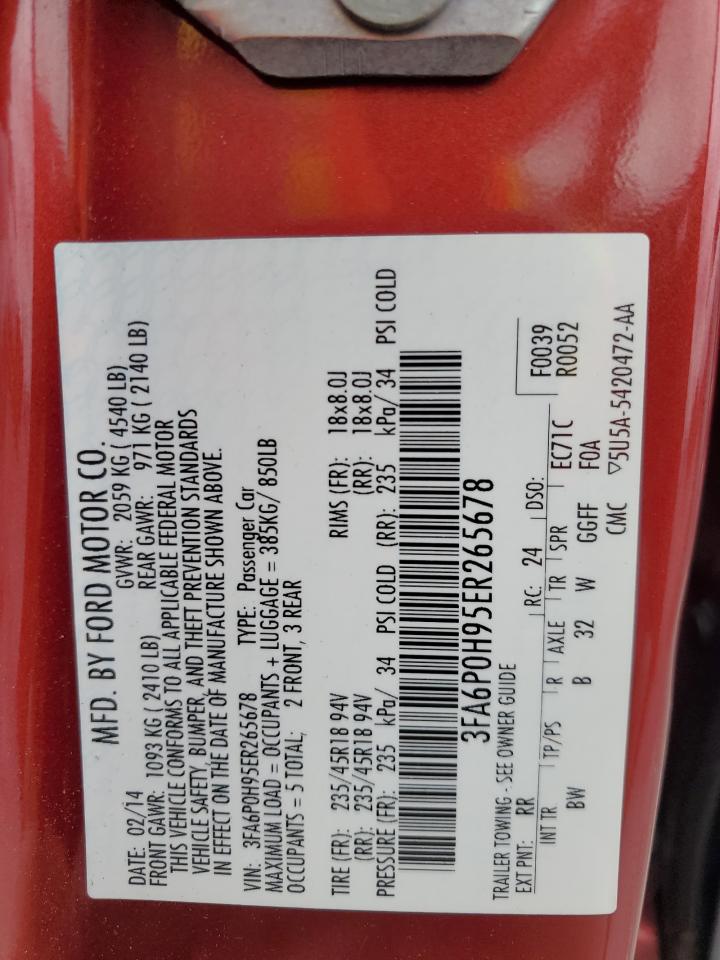 MFD. BY FORD MOTOR CO.
DATE: 02/14 GVWR: 2059 KG ( 4540 LB)
FRONT GAWR: 1093 KG ( 2410 LB) REAR GAWR: 971 KG ( 2140 LB)
THIS VEHICLE CONFORMS TO ALL APPLICABLE FEDERAL MOTOR
VEHICLE SAFETY, BUMPER, AND THEFT PREVENTION STANDARDS
IN EFFECT ON THE DATE OF MANUFACTURE SHOWN ABOVE.
VIN: 3FA6P0H95ER265678 TYPE: Passenger Car
MAXIMUM LOAD = OCCUPANTS + LUGGAGE = 385KG/ 850LB
OCCUPANTS = 5 TOTAL; 2 FRONT, 3 REAR
TIRE (FR): 235/45R18 94V RIMS (FR): 18x8.0J
(RR): 235/45R18 94V (RR): 18x8.0J
PRESSURE (FR): 235 kPa/ 34 PSI COLD (RR): 235 kPa/ 34 PSI COLD
3FA6P0H95ER265678
TRAILER TOWING - SEE OWNER GUIDE
EXT PNT: RR RC: 24 DSO: F0039
R0052
INT TR TP/PS R AXLE TR SPR EC71C
BW B 32 W GGFF F0A
CMC ▽5U5A-5420472-AA